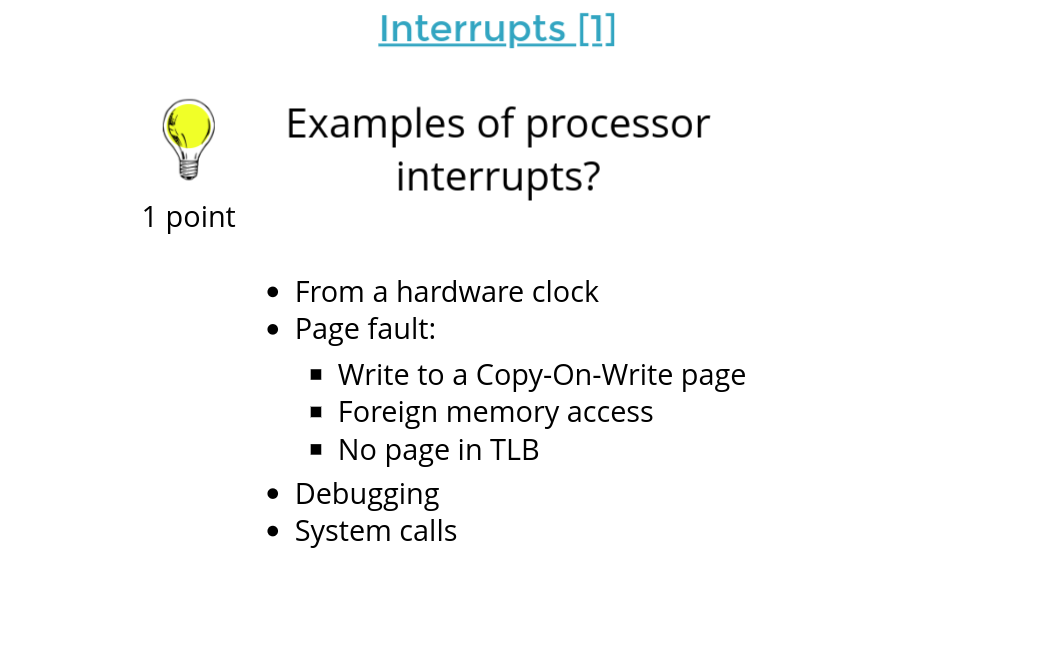 Interrupts [1]
Examples of processor
interrupts?
1 point
• From a hardware clock
• Page fault:
▪ Write to a Copy-On-Write page
▪ Foreign memory access
▪ No page in TLB
• Debugging
• System calls